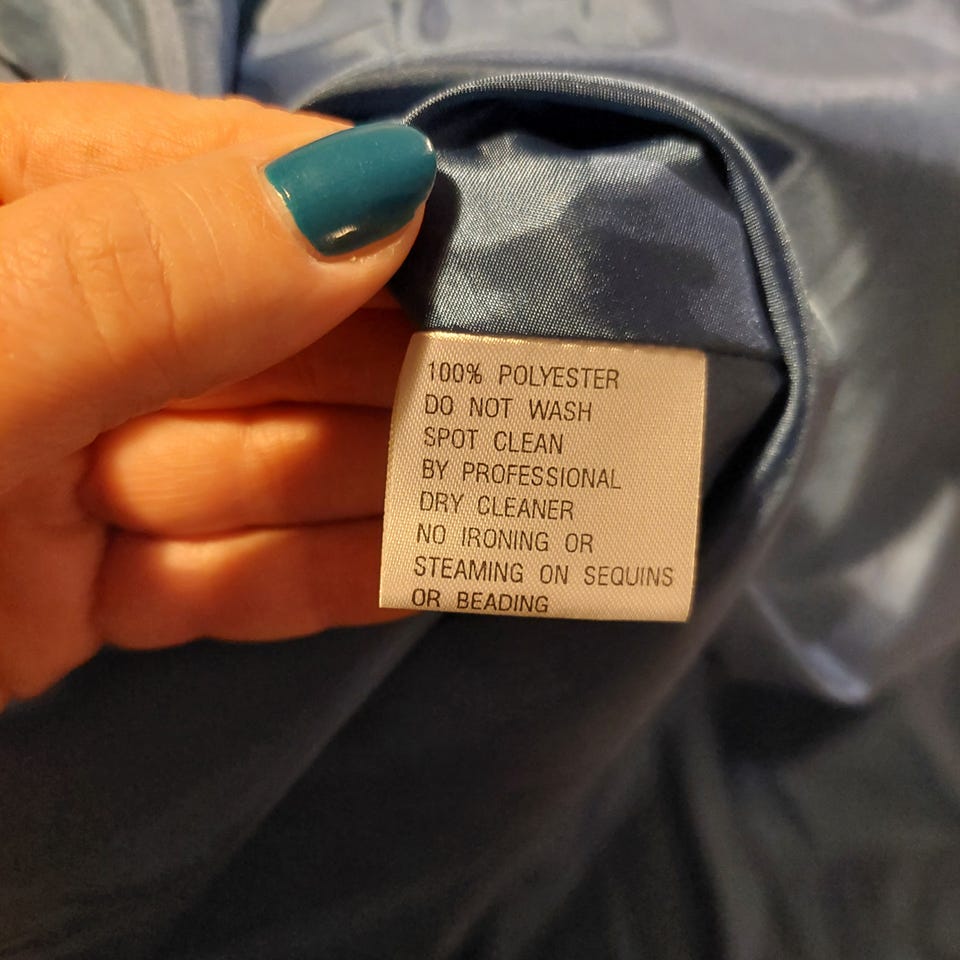 100% POLYESTER
DO NOT WASH
SPOT CLEAN
BY PROFESSIONAL
DRY CLEANER
NO IRONING OR
STEAMING ON SEQUINS
OR BEADING